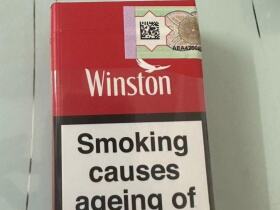 Winston
Smoking
causes
ageing of